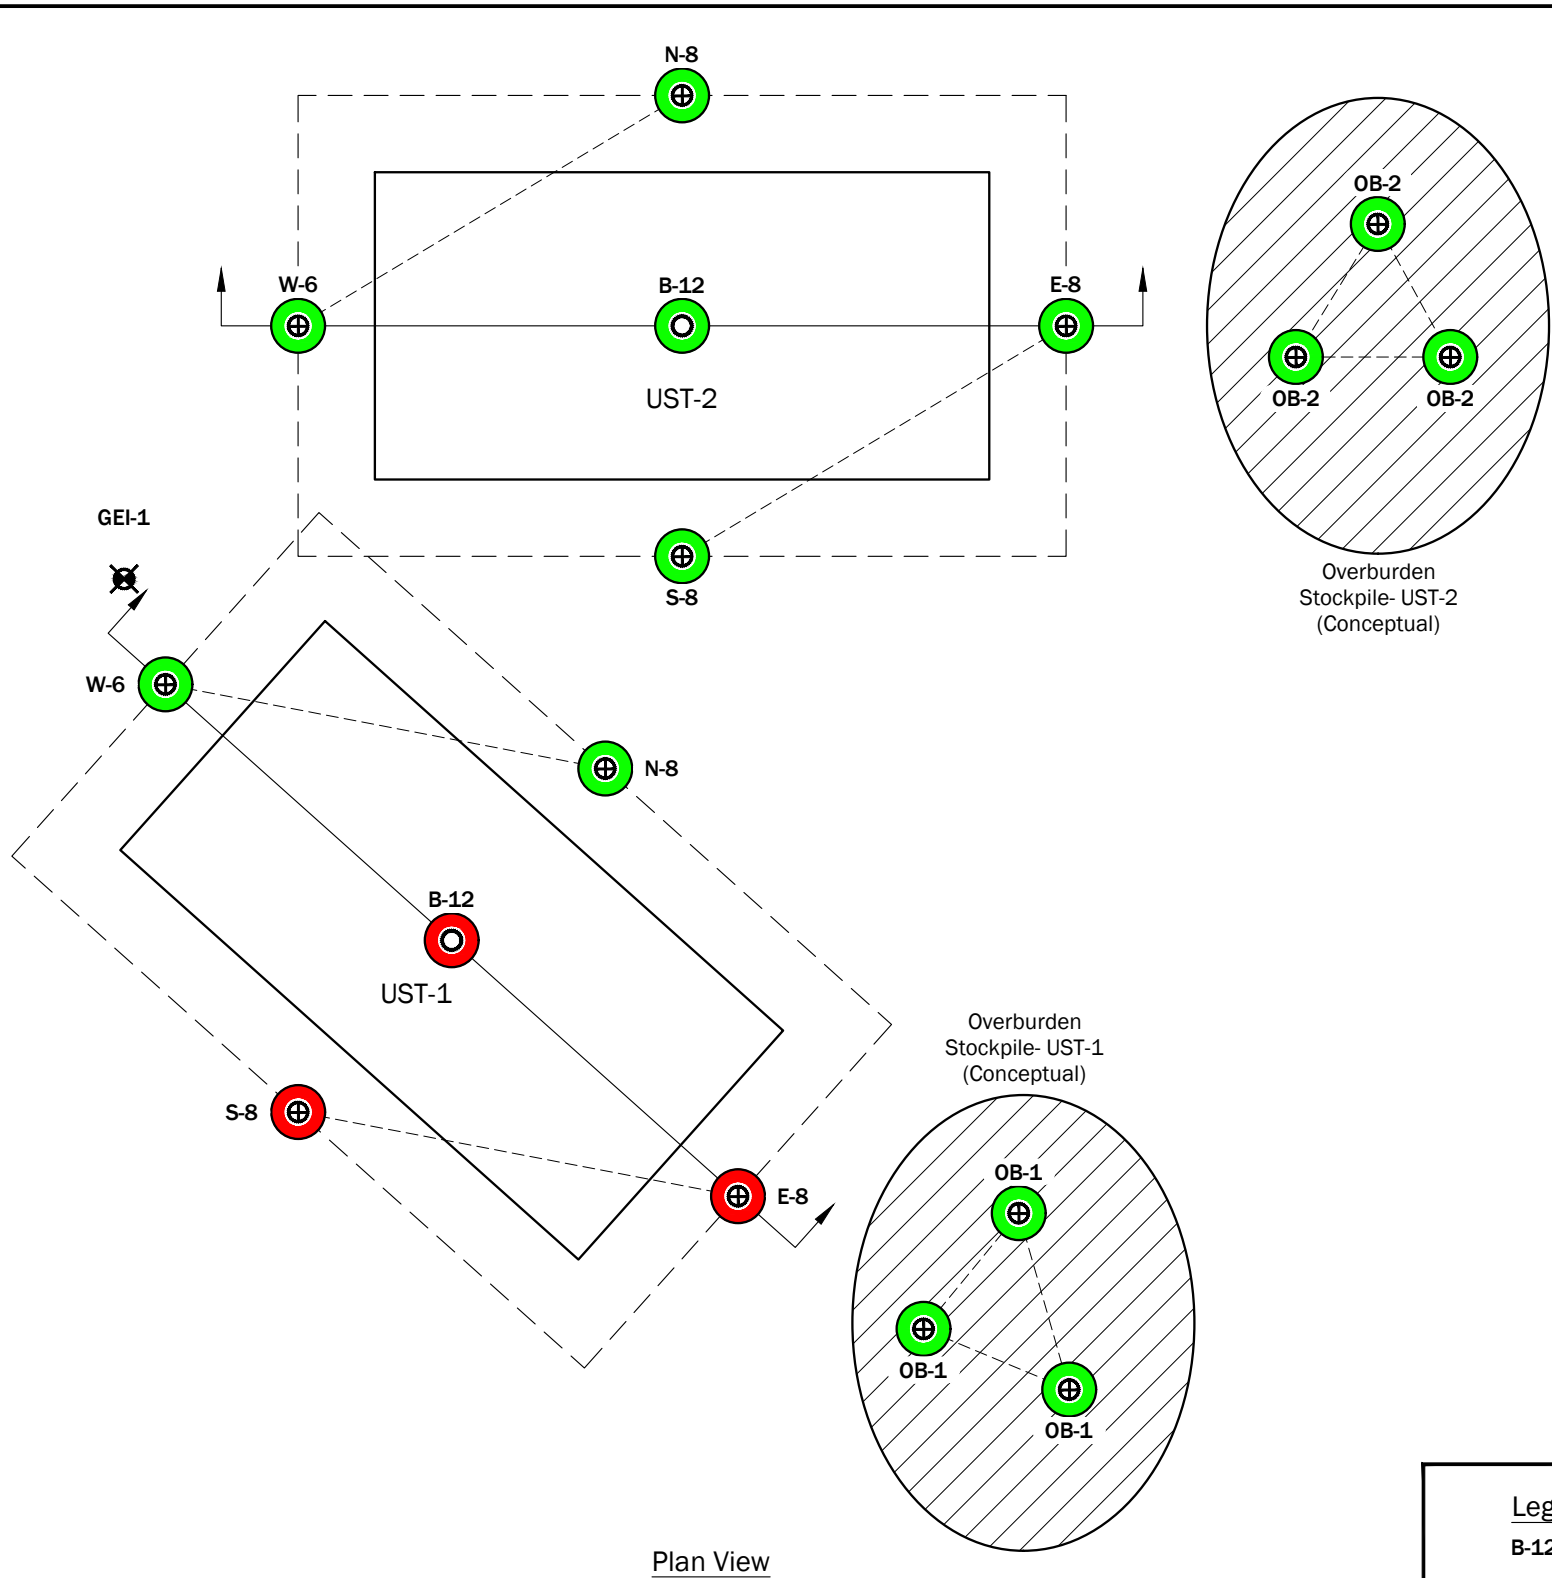 N-8
OB-2
W-6
B-12
E-8
UST-2
OB-2
OB-2
GEI-1
S-8
Overburden
Stockpile- UST-2
(Conceptual)
W-6
N-8
B-12
UST-1
Overburden
Stockpile- UST-1
(Conceptual)
S-8
OB-1
E-8
OB-1
OB-1
Plan View
Leg
B-12